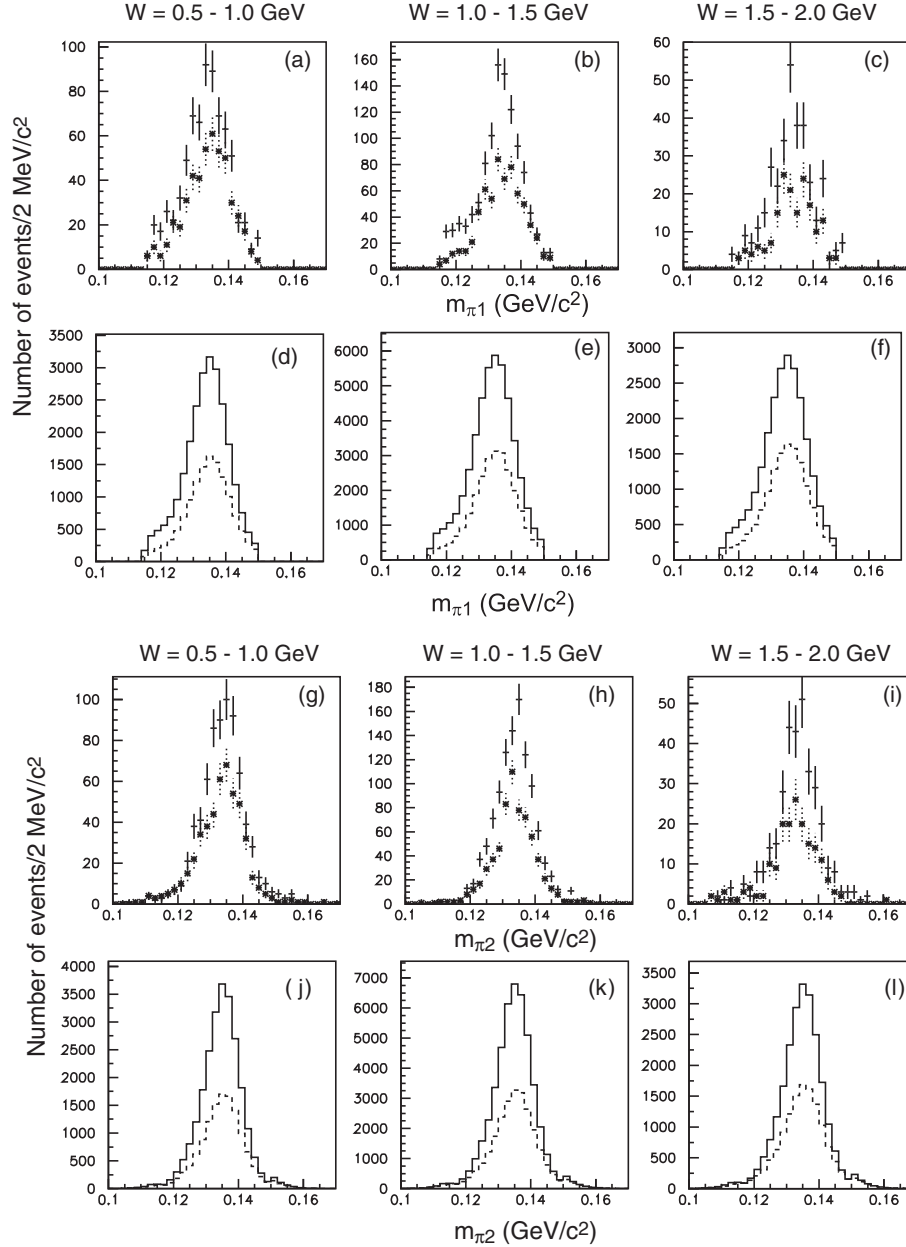 W = 0.5 - 1.0 GeV W = 1.0 - 1.5 GeV W = 1.5 - 2.0 GeV
Number of events/2 MeV/c²
(a)
100
80
60
40
20
0
0.1 0.12 0.14 0.16
(b)
160
140
120
100
80
60
40
20
0
0.1 0.12 0.14 0.16
(c)
60
50
40
30
20
10
0
0.1 0.12 0.14 0.16
mπ1 (GeV/c²)
(d)
3500
3000
2500
2000
1500
1000
500
0
0.1 0.12 0.14 0.16
(e)
6000
5000
4000
3000
2000
1000
0
0.1 0.12 0.14 0.16
(f)
3000
2500
2000
1500
1000
500
0
0.1 0.12 0.14 0.16
mπ1 (GeV/c²)
W = 0.5 - 1.0 GeV W = 1.0 - 1.5 GeV W = 1.5 - 2.0 GeV
Number of events/2 MeV/c²
(g)
100
80
60
40
20
0
0.1 0.12 0.14 0.16
(h)
180
160
140
120
100
80
60
40
20
0
0.1 0.12 0.14 0.16
(i)
50
40
30
20
10
0
0.1 0.12 0.14 0.16
mπ2 (GeV/c²)
(j)
4000
3500
3000
2500
2000
1500
1000
500
0
0.1 0.12 0.14 0.16
(k)
7000
6000
5000
4000
3000
2000
1000
0
0.1 0.12 0.14 0.16
(l)
3500
3000
2500
2000
1500
1000
500
0
0.1 0.12 0.14 0.16
mπ2 (GeV/c²)